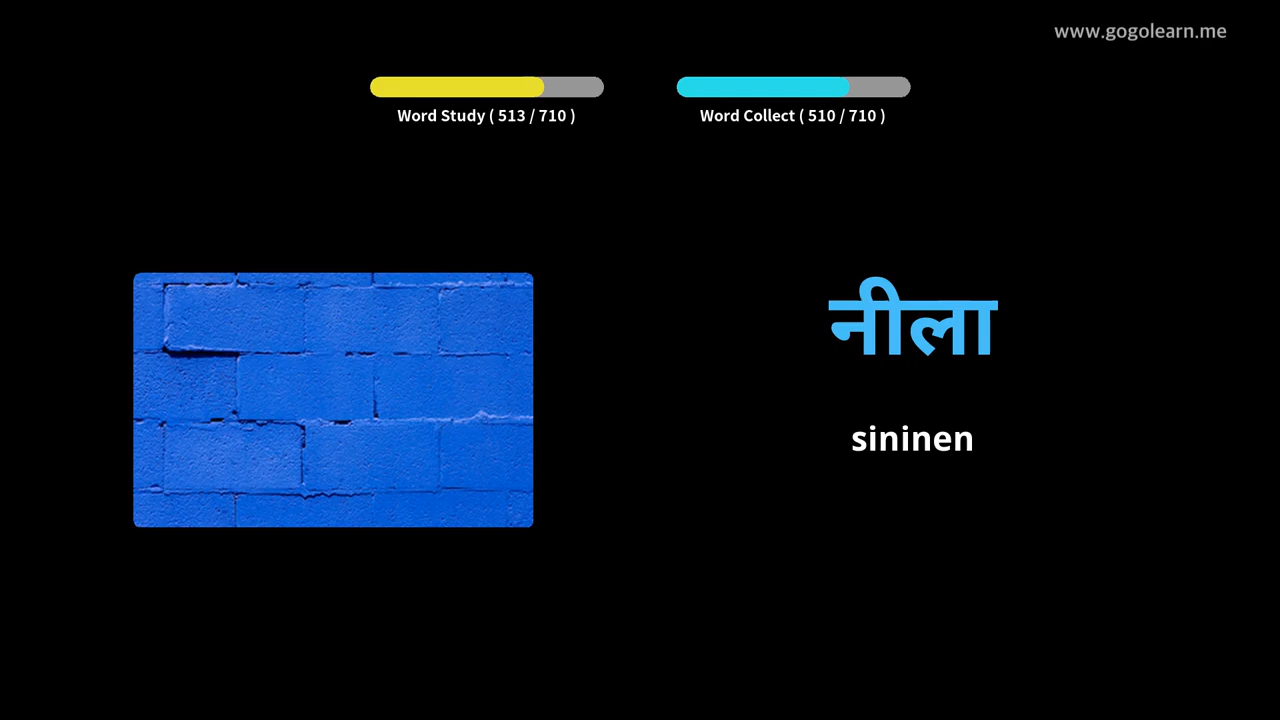 www.gogolearn.me
Word Study ( 513 / 710 )
Word Collect ( 510 / 710 )
नीला
sininen